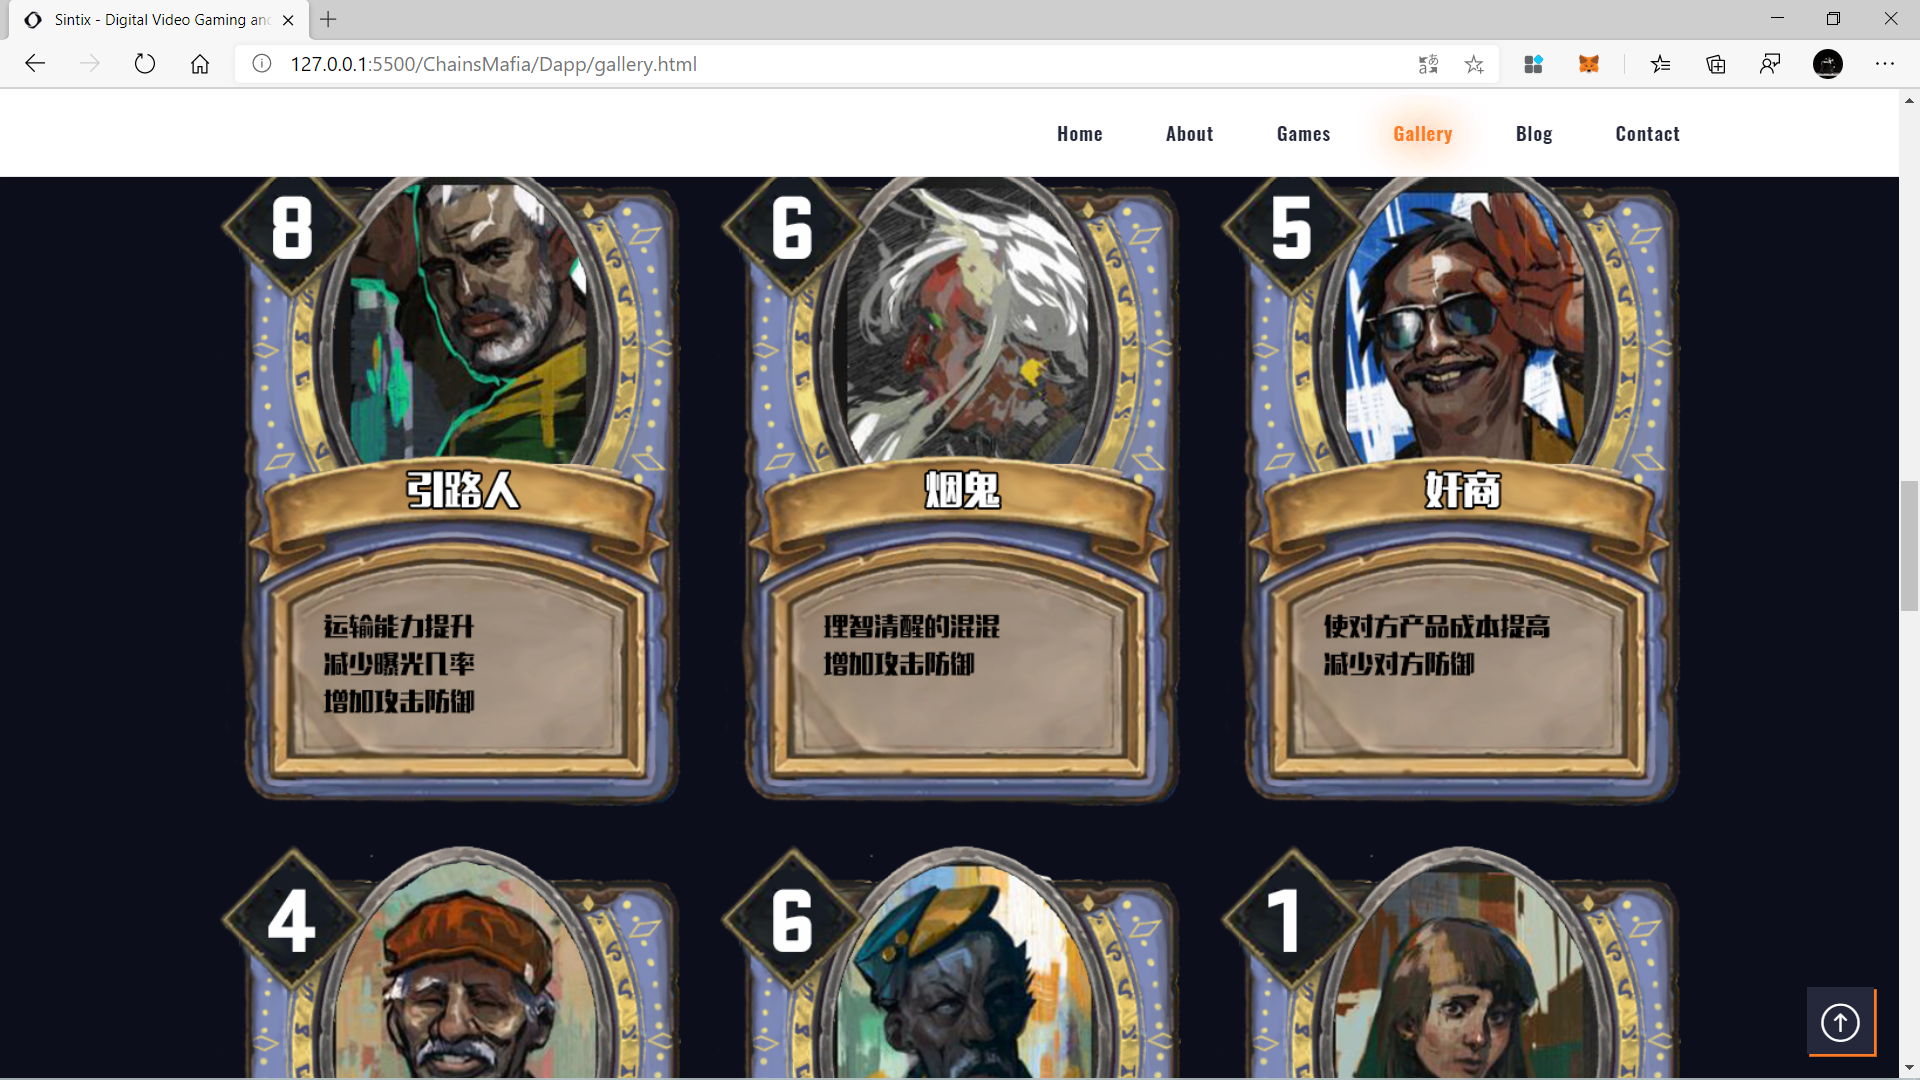 Sintix - Digital Video Gaming and
127.0.0.1:5500/ChainsMafia/Dapp/gallery.html
Home About Games Gallery Blog Contact
8 6 5
引路人 烟鬼 奸商
运输能力提升
减少曝光几率
增加攻击防御
理智清醒的混混
增加攻击防御
使对方产品成本提高
减少对方防御
4 6 1